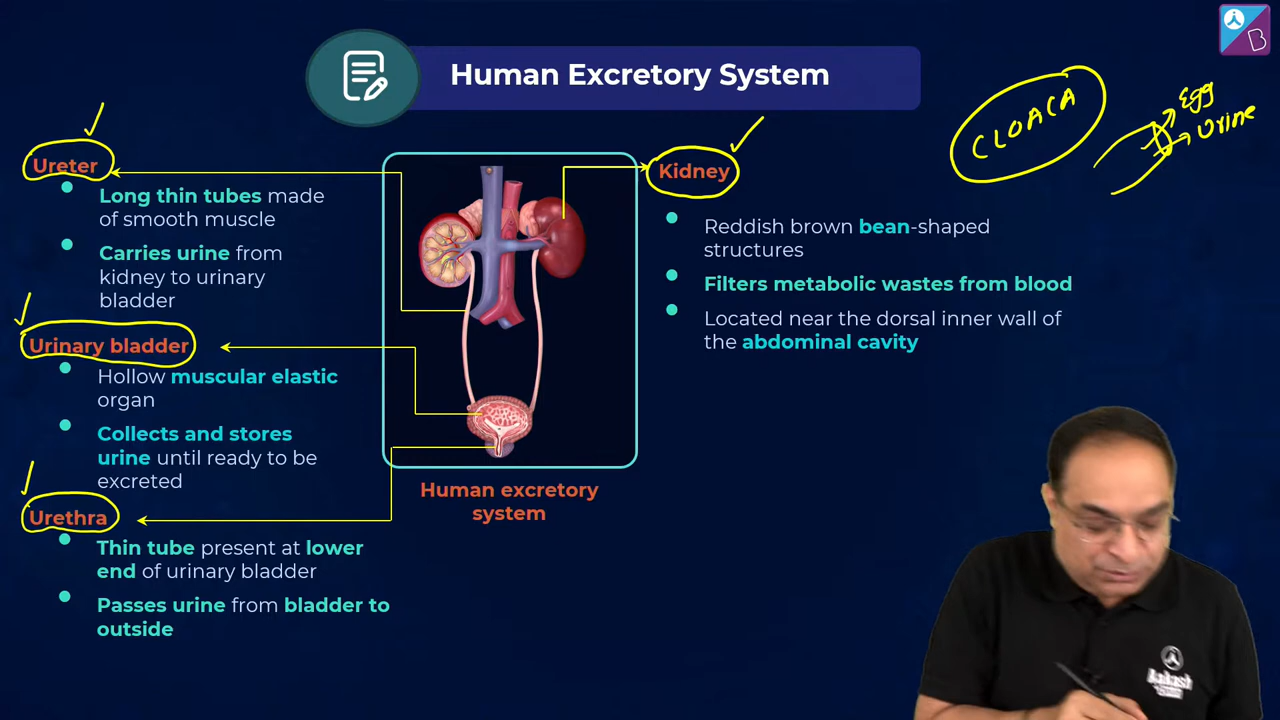 Human Excretory System
CLOACA
Egg
Urine
Ureter
Long thin tubes made
of smooth muscle
Carries urine from
kidney to urinary
bladder
Urinary bladder
Hollow muscular elastic
organ
Collects and stores
urine until ready to be
excreted
Urethra
Thin tube present at lower
end of urinary bladder
Passes urine from bladder to
outside
Human excretory
system
Kidney
Reddish brown bean-shaped
structures
Filters metabolic wastes from blood
Located near the dorsal inner wall of
the abdominal cavity
B
Aakash